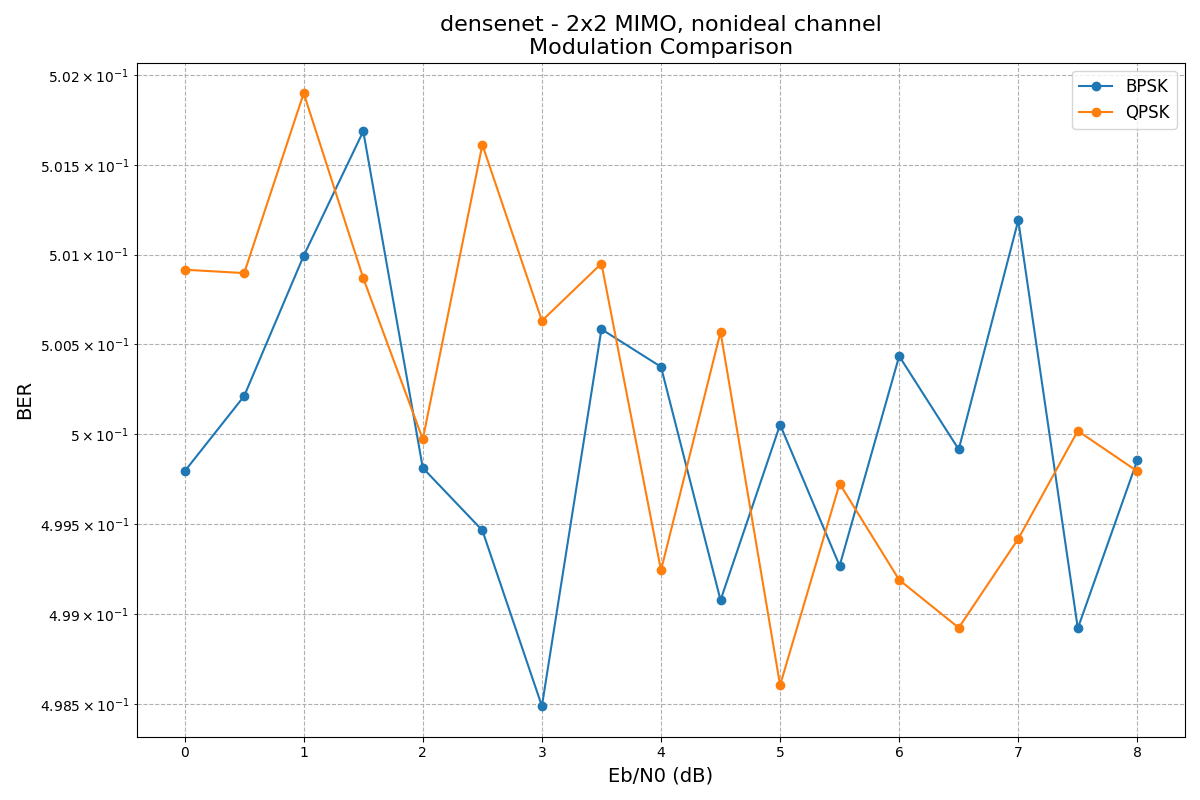 densenet - 2x2 MIMO, nonideal channel
Modulation Comparison
BPSK
QPSK
BER
5.02 × 10⁻¹
5.015 × 10⁻¹
5.01 × 10⁻¹
5.005 × 10⁻¹
5 × 10⁻¹
4.995 × 10⁻¹
4.99 × 10⁻¹
4.985 × 10⁻¹
0 1 2 3 4 5 6 7 8
Eb/N0 (dB)